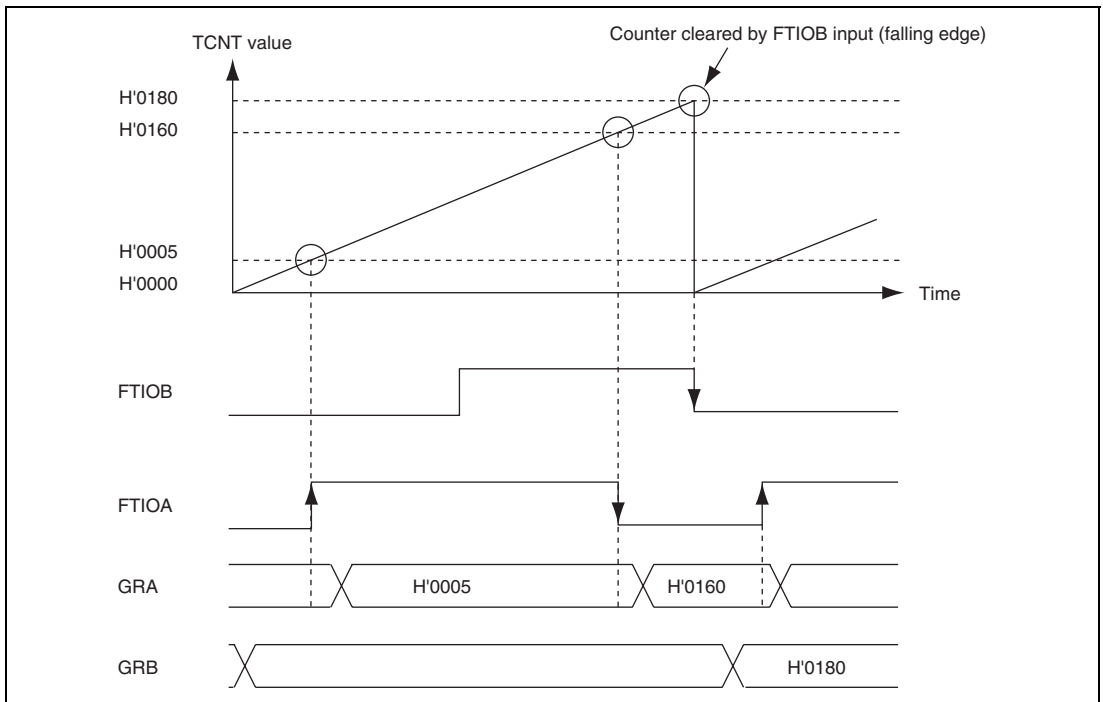 Counter cleared by FTIOB input (falling edge)
TCNT value
H'0180
H'0160
H'0005
H'0000
Time
FTIOB
FTIOA
GRA
H'0005
H'0160
GRB
H'0180